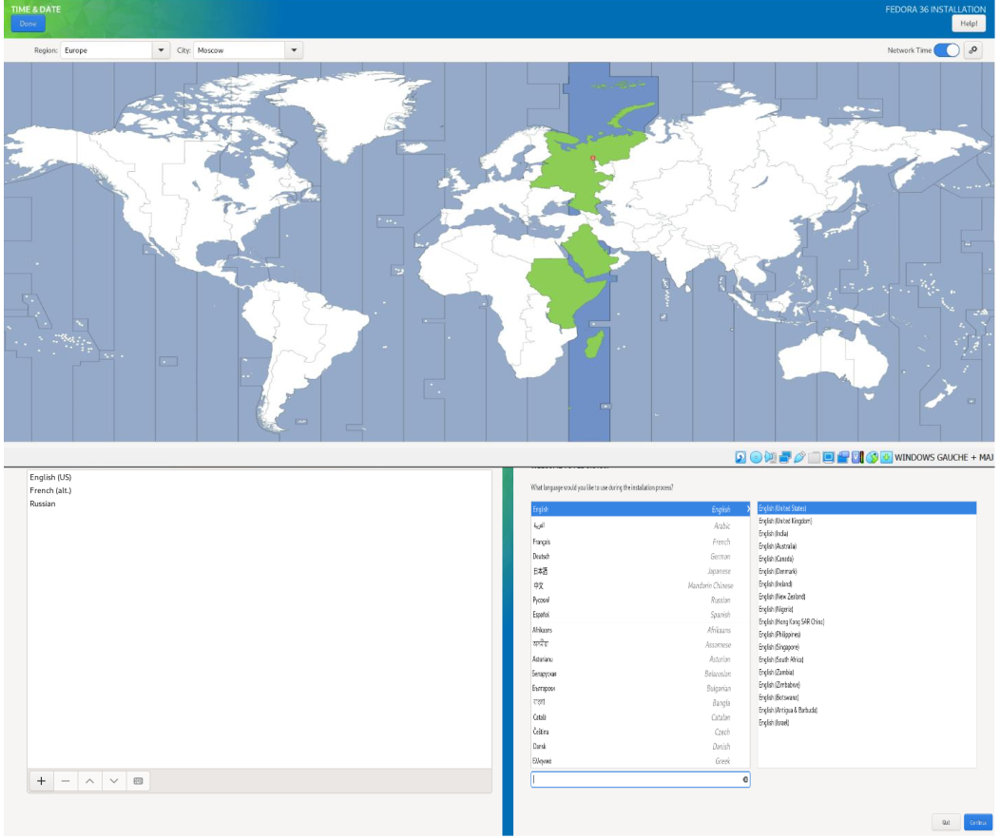 TIME & DATE
FEDORA 36 INSTALLATION
Done
Help!
Region: Europe
City: Moscow
Network Time
WINDOWS GAUCHE + MAJ
English (US)
French (alt.)
Russian
What language would you like to use during the installation process?
English English
العربية Arabic
Français French
Deutsch German
日本語 Japanese
中文 Mandarin Chinese
Русский Russian
Español Spanish
Afrikaans Afrikaans
অসমীয়া Assamese
Asturianu Asturian
Беларуская Belarusian
Български Bulgarian
বাংলা Bangla
Català Catalan
Čeština Czech
Dansk Danish
Ελληνικά Greek
English (United States)
English (United Kingdom)
English (India)
English (Australia)
English (Canada)
English (Denmark)
English (Ireland)
English (New Zealand)
English (Nigeria)
English (Hong Kong SAR China)
English (Philippines)
English (Singapore)
English (South Africa)
English (Zambia)
English (Zimbabwe)
English (Botswana)
English (Antigua & Barbuda)
English (Israel)
Quit
Continue